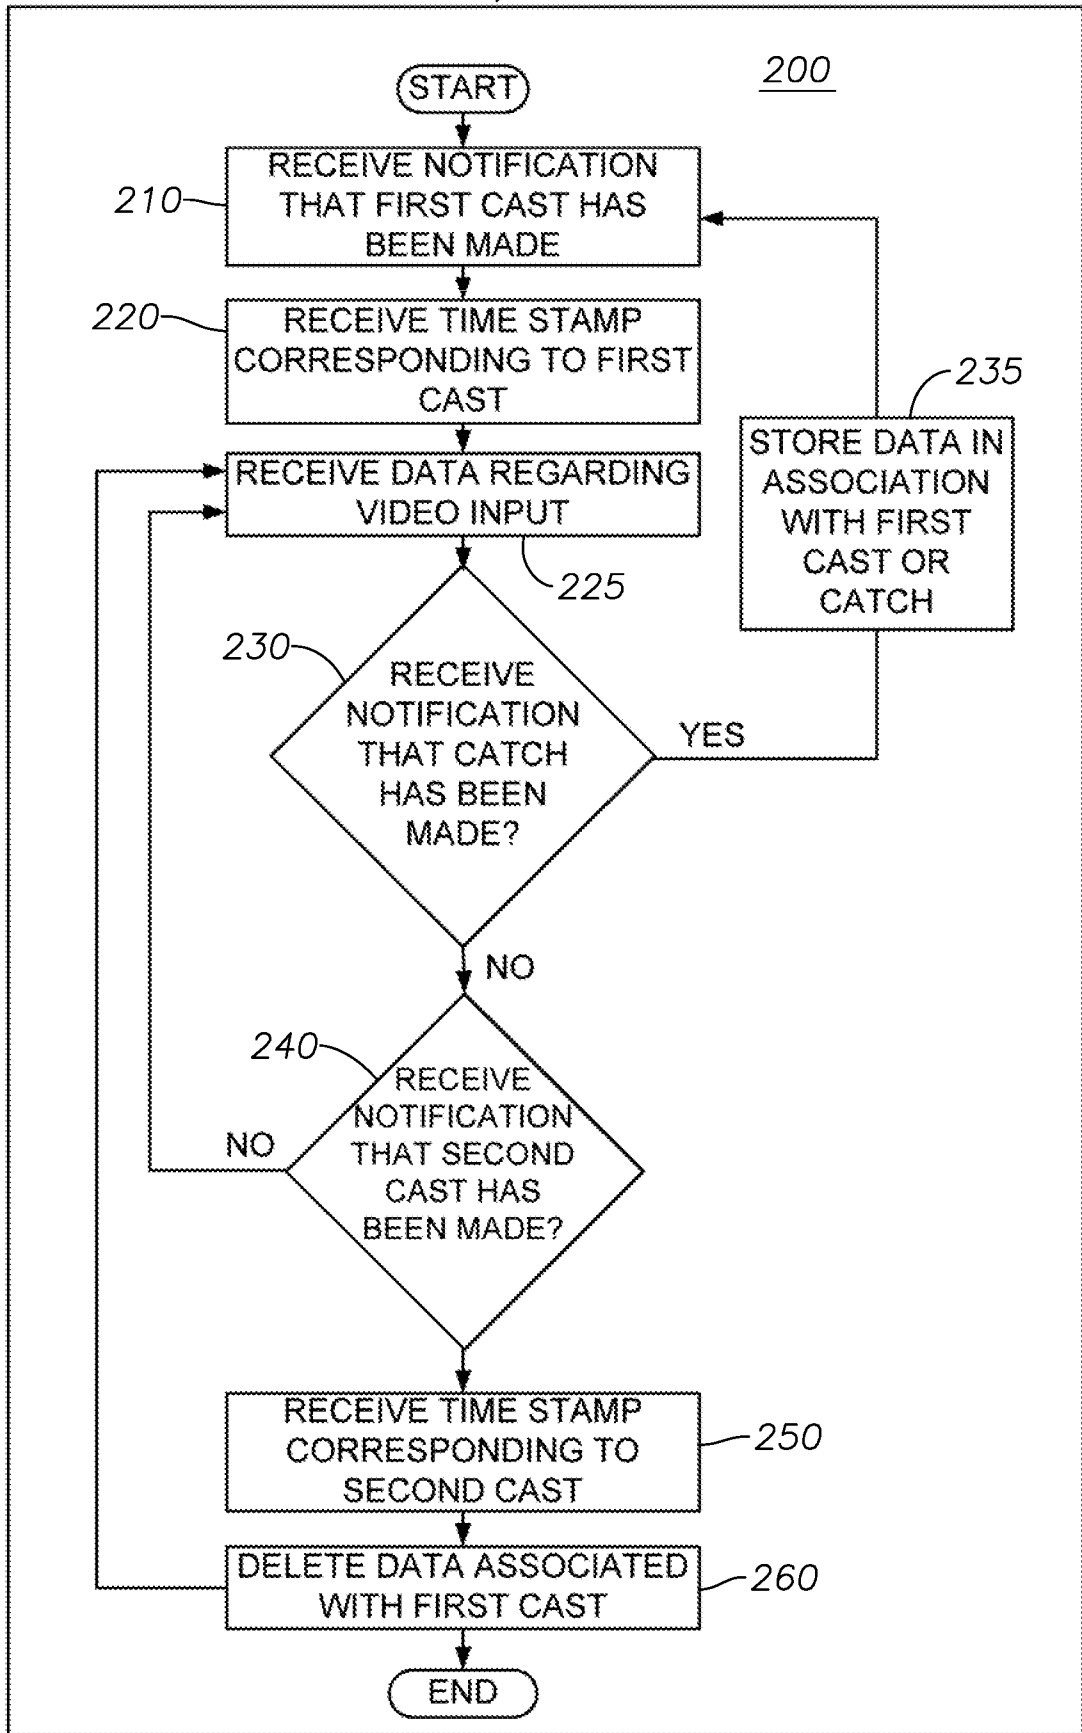 200
START
RECEIVE NOTIFICATION
THAT FIRST CAST HAS
BEEN MADE
210
220
RECEIVE TIME STAMP
CORRESPONDING TO FIRST
CAST
235
STORE DATA IN
ASSOCIATION
WITH FIRST
CAST OR
CATCH
RECEIVE DATA REGARDING
VIDEO INPUT
225
230
RECEIVE
NOTIFICATION
THAT CATCH
HAS BEEN
MADE?
YES
NO
240
RECEIVE
NOTIFICATION
THAT SECOND
CAST HAS
BEEN MADE?
NO
RECEIVE TIME STAMP
CORRESPONDING TO
SECOND CAST
250
DELETE DATA ASSOCIATED
WITH FIRST CAST
260
END